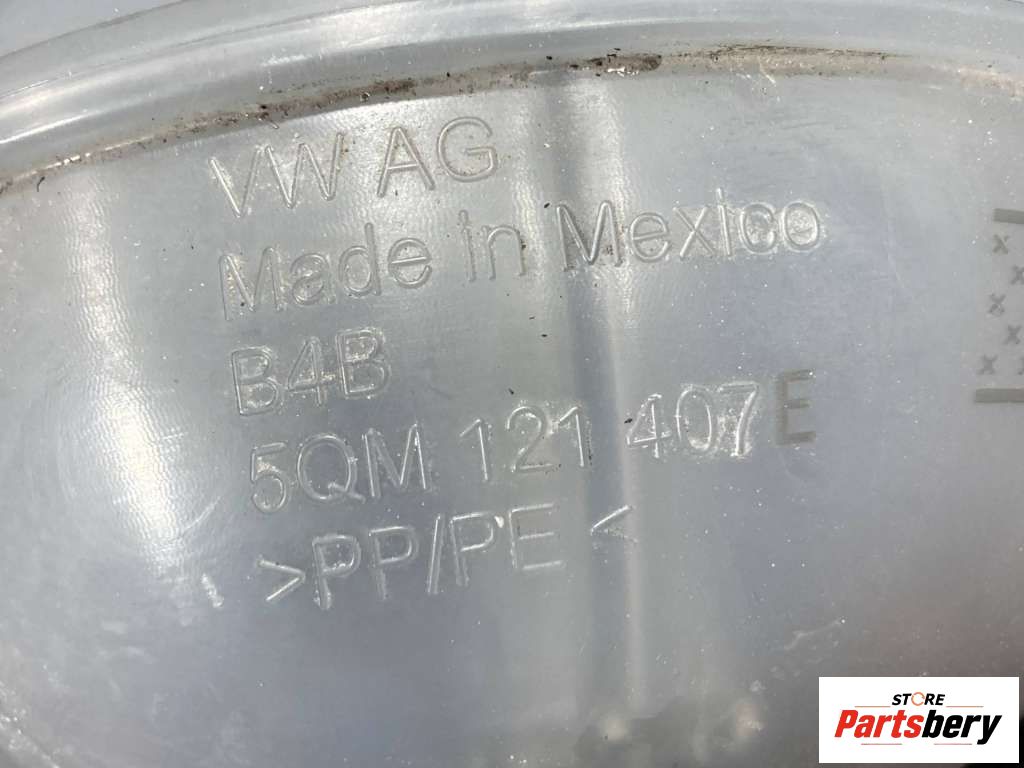 VW AG
Made in Mexico
B4B
5QM 121 407 E
>PP/PE<
STORE
Partsbery